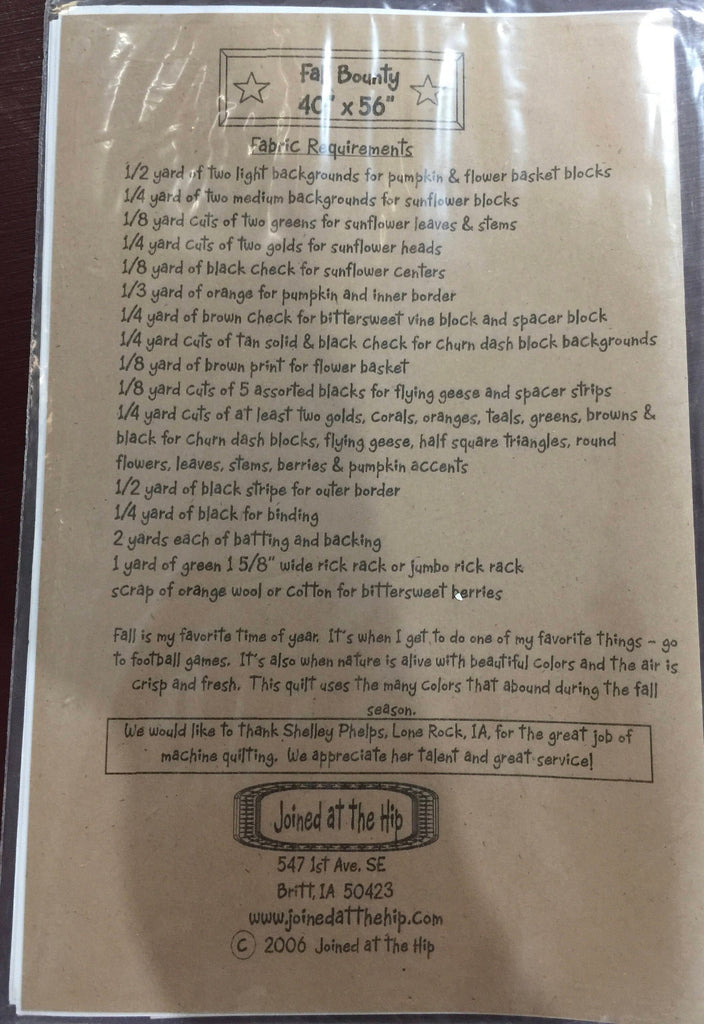 Fall Bounty
40" x 56"
Fabric Requirements
1/2 yard of two light backgrounds for pumpkin & flower basket blocks
1/4 yard of two medium backgrounds for sunflower blocks
1/8 yard cuts of two greens for sunflower leaves & stems
1/4 yard cuts of two golds for sunflower heads
1/8 yard of black check for sunflower centers
1/3 yard of orange for pumpkin and inner border
1/4 yard of brown check for bittersweet vine block and spacer block
1/4 yard cuts of tan solid & black check for churn dash block backgrounds
1/8 yard of brown print for flower basket
1/8 yard cuts of 5 assorted blacks for flying geese and spacer strips
1/4 yard cuts of at least two golds, corals, oranges, teals, greens, browns &
black for churn dash blocks, flying geese, half square triangles, round
flowers, leaves, stems, berries & pumpkin accents
1/2 yard of black stripe for outer border
1/4 yard of black for binding
2 yards each of batting and backing
1 yard of green 1 5/8" wide rick rack or jumbo rick rack
scrap of orange wool or cotton for bittersweet berries
Fall is my favorite time of year. It's when I get to do one of my favorite things - go
to football games. It's also when nature is alive with beautiful colors and the air is
crisp and fresh. This quilt uses the many colors that abound during the fall
season.
We would like to thank Shelley Phelps, Lone Rock, IA, for the great job of
machine quilting. We appreciate her talent and great service!
Joined at the Hip
547 1st Ave. SE
Britt, IA 50423
www.joinedatthehip.com
© 2006 Joined at the Hip